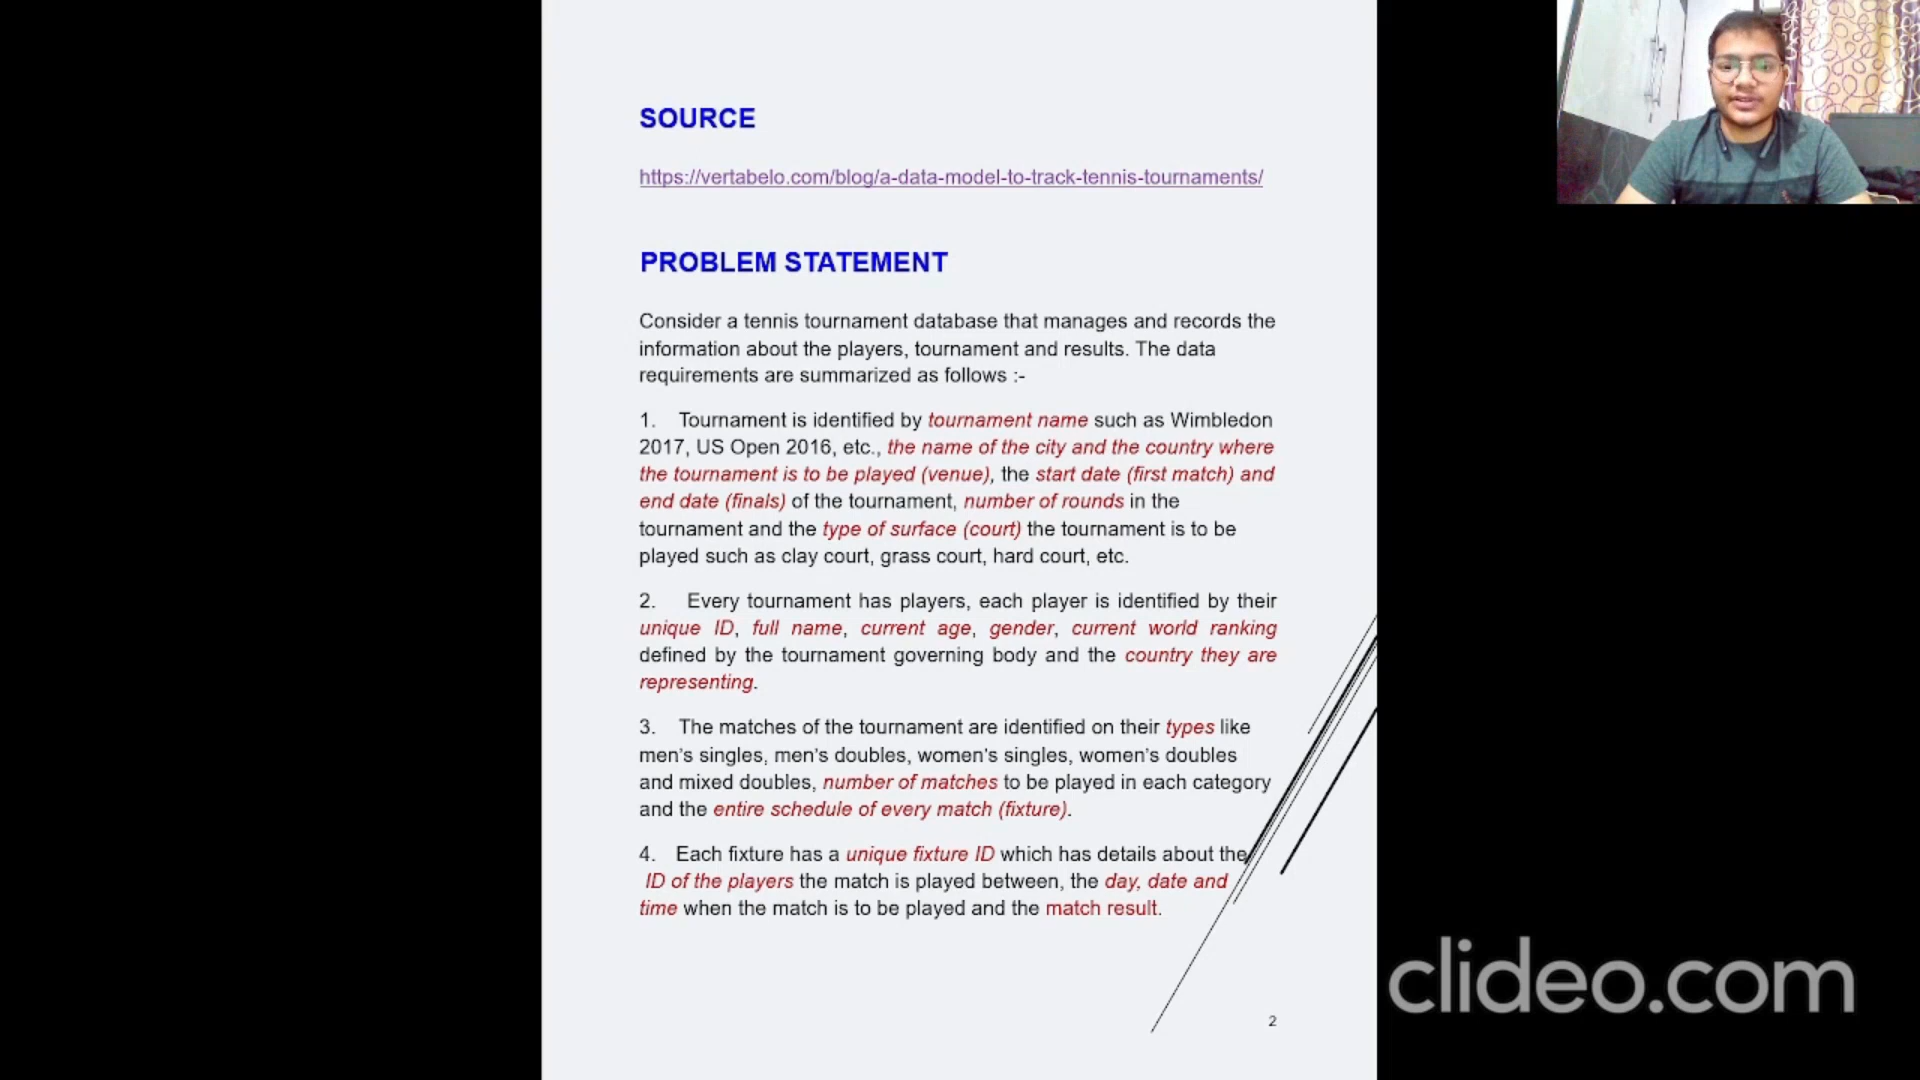 SOURCE
https://vertabelo.com/blog/a-data-model-to-track-tennis-tournaments/
PROBLEM STATEMENT
Consider a tennis tournament database that manages and records the
information about the players, tournament and results. The data
requirements are summarized as follows :-
1. Tournament is identified by tournament name such as Wimbledon
2017, US Open 2016, etc., the name of the city and the country where
the tournament is to be played (venue), the start date (first match) and
end date (finals) of the tournament, number of rounds in the
tournament and the type of surface (court) the tournament is to be
played such as clay court, grass court, hard court, etc.
2. Every tournament has players, each player is identified by their
unique ID, full name, current age, gender, current world ranking
defined by the tournament governing body and the country they are
representing.
3. The matches of the tournament are identified on their types like
men's singles, men's doubles, women's singles, women's doubles
and mixed doubles, number of matches to be played in each category
and the entire schedule of every match (fixture).
4. Each fixture has a unique fixture ID which has details about the
ID of the players the match is played between, the day, date and
time when the match is to be played and the match result.
2
clideo.com